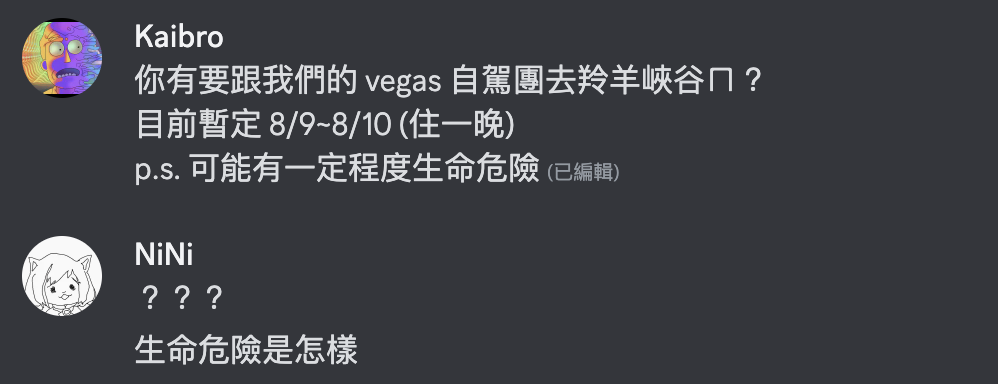 Kaibro
你有要跟我們的 vegas 自駕團去羚羊峽谷ㄇ？
目前暫定 8/9~8/10 (住一晚)
p.s. 可能有一定程度生命危險 (已編輯)
NiNi
？？？
生命危險是怎樣